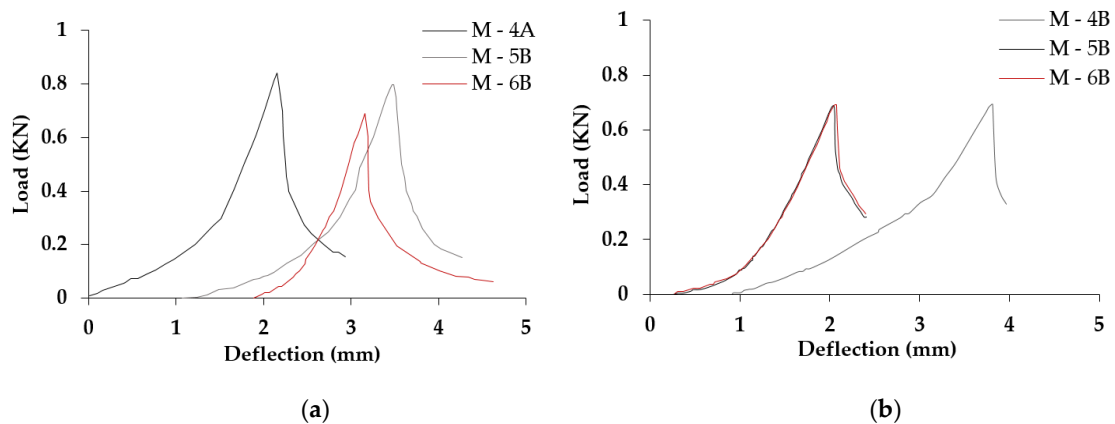 M - 4A
M - 5B
M - 6B
1
0.8
0.6
0.4
0.2
0
Load (KN)
0 1 2 3 4 5
Deflection (mm)
(a)
M - 4B
M - 5B
M - 6B
1
0.8
0.6
0.4
0.2
0
Load (KN)
0 1 2 3 4 5
Deflection (mm)
(b)